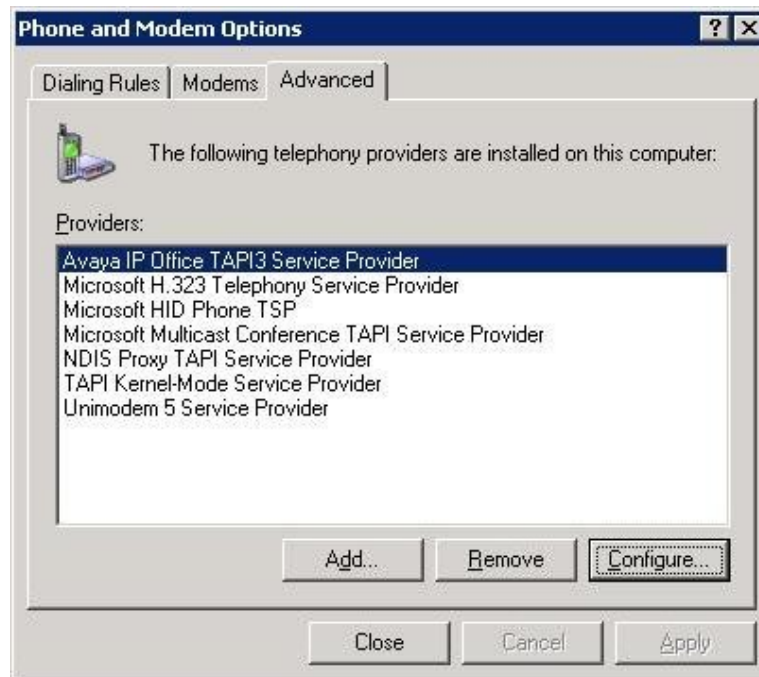 Phone and Modem Options
Dialing Rules
Modems
Advanced
The following telephony providers are installed on this computer:
Providers:
Avaya IP Office TAPI3 Service Provider
Microsoft H.323 Telephony Service Provider
Microsoft HID Phone TSP
Microsoft Multicast Conference TAPI Service Provider
NDIS Proxy TAPI Service Provider
TAPI Kernel-Mode Service Provider
Unimodem 5 Service Provider
Add...
Remove
Configure...
Close
Cancel
Apply